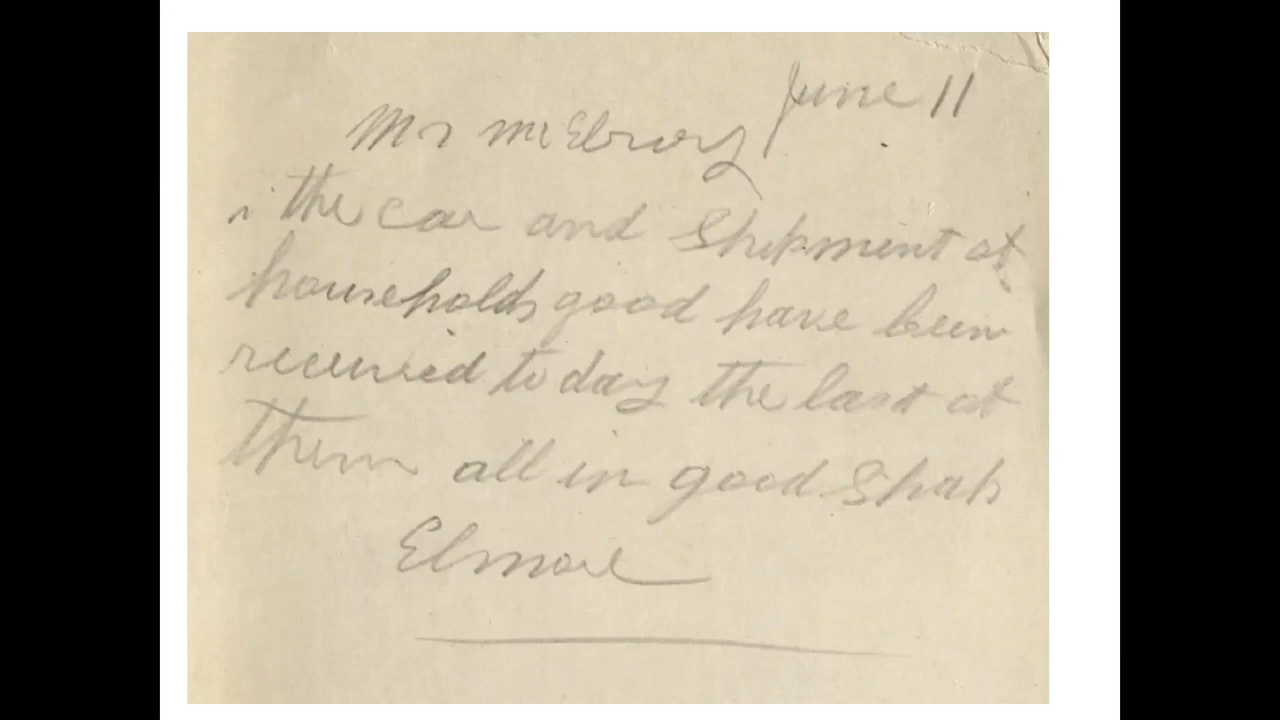 June 11
Mr McElroy
the car and Shipment of
households good have been
received to day the last of
them all in good Shap
Elmore